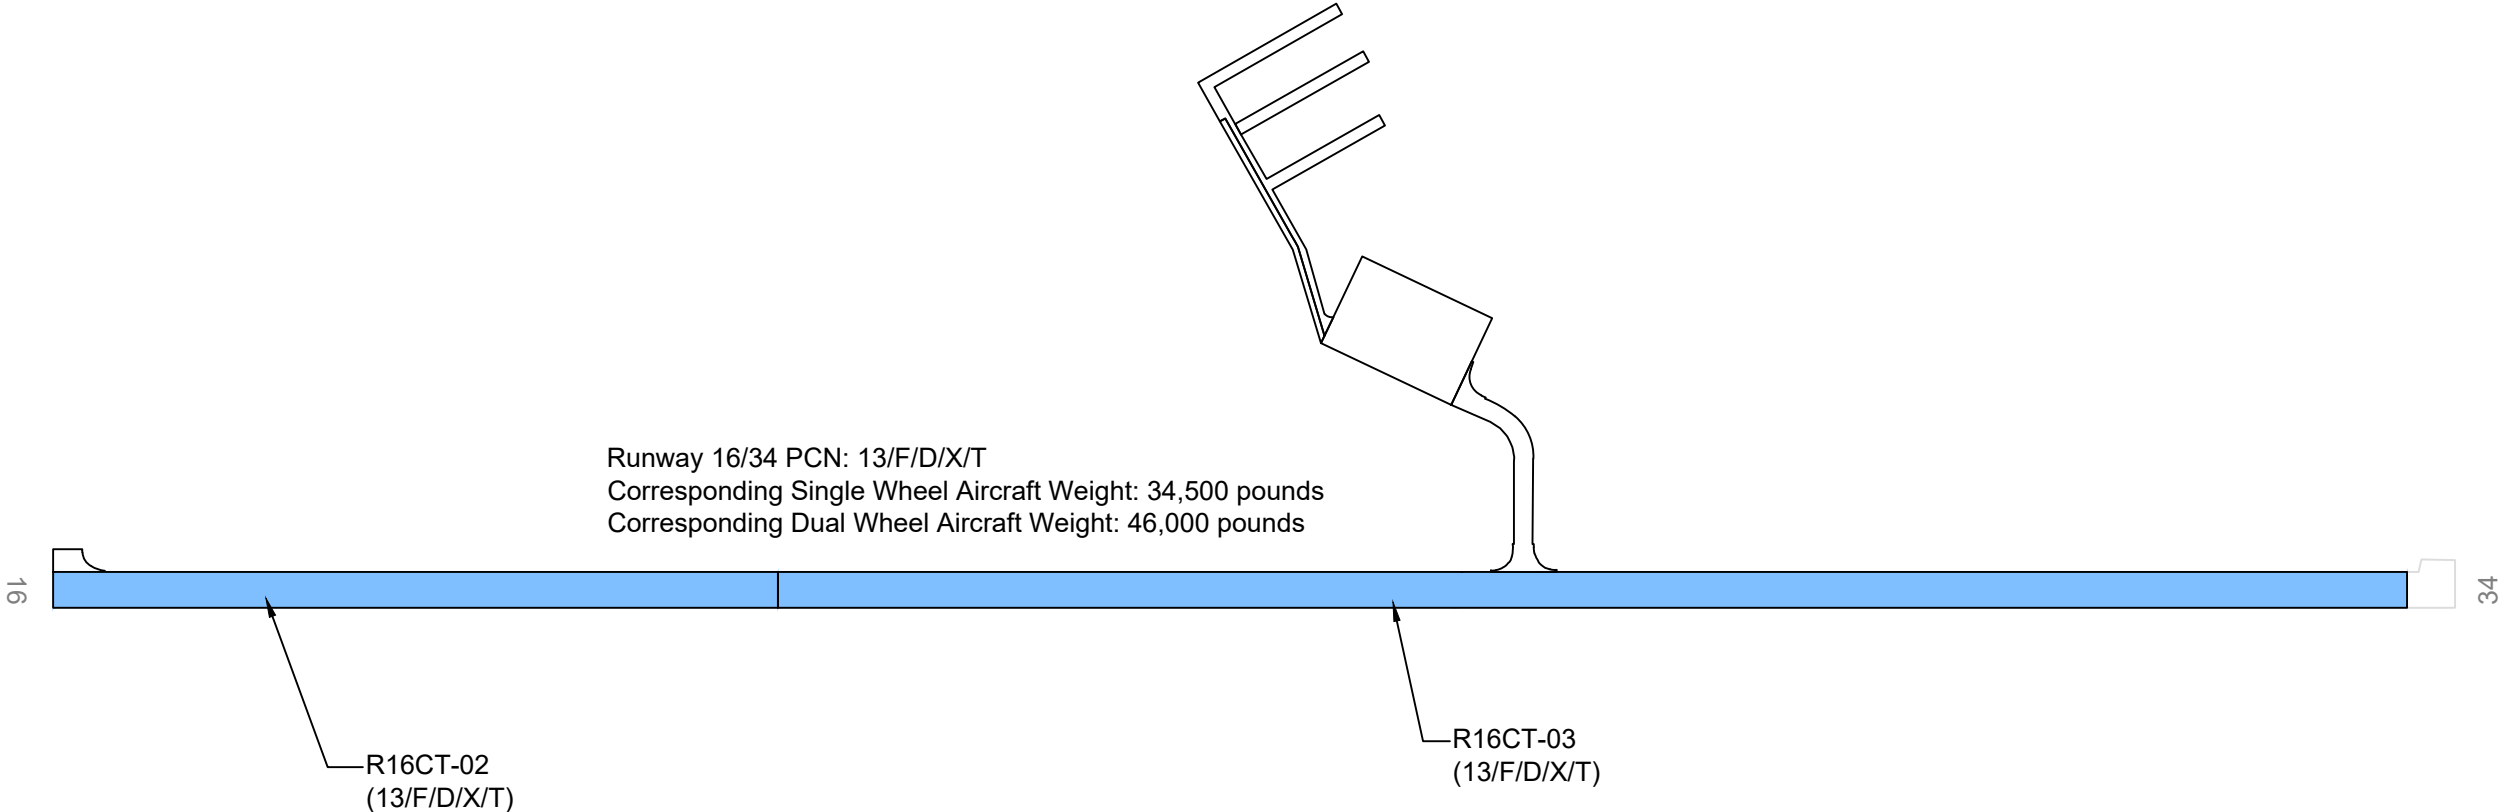 Runway 16/34 PCN: 13/F/D/X/T
Corresponding Single Wheel Aircraft Weight: 34,500 pounds
Corresponding Dual Wheel Aircraft Weight: 46,000 pounds
16
34
R16CT-03
(13/F/D/X/T)
R16CT-02
(13/F/D/X/T)